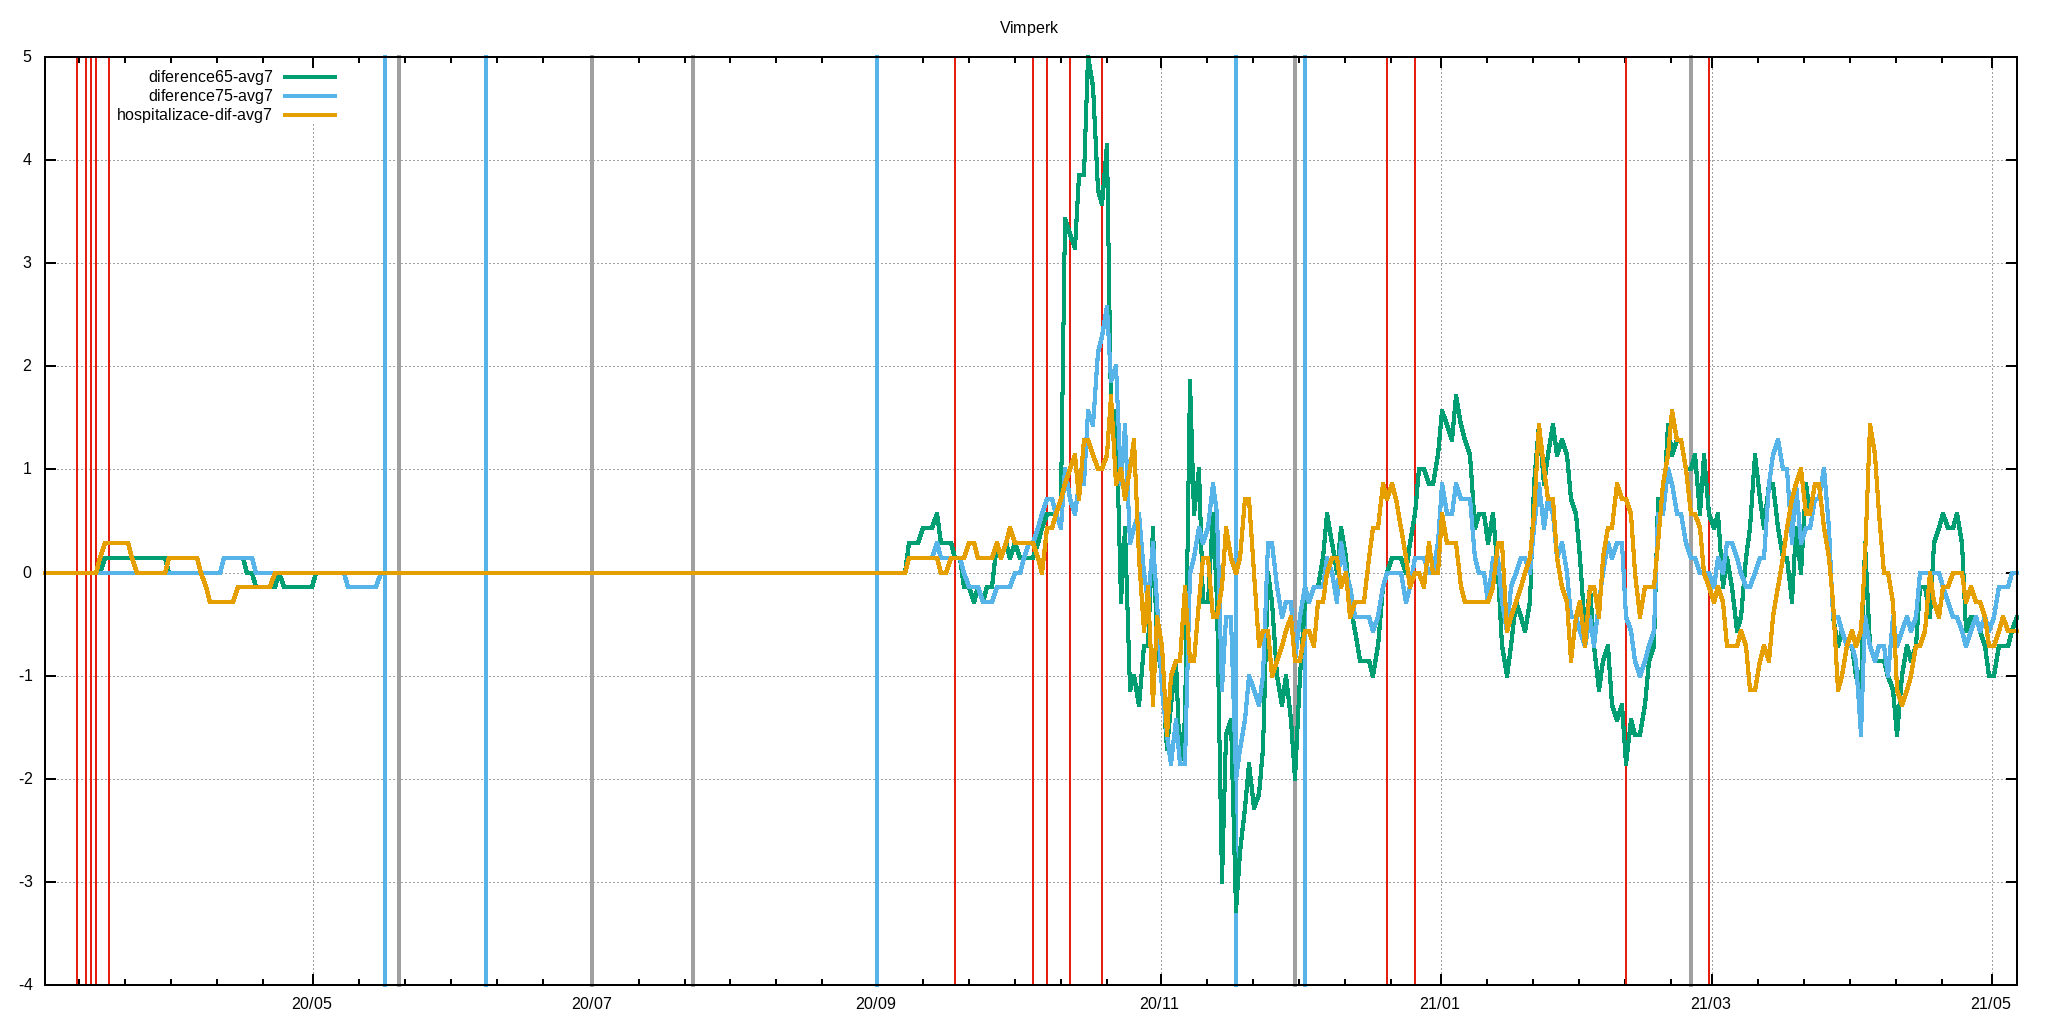 Vimperk
5
diference65-avg7
diference75-avg7
hospitalizace-dif-avg7
4
3
2
1
0
-1
-2
-3
-4
20/05 20/07 20/09 20/11 21/01 21/03 21/05